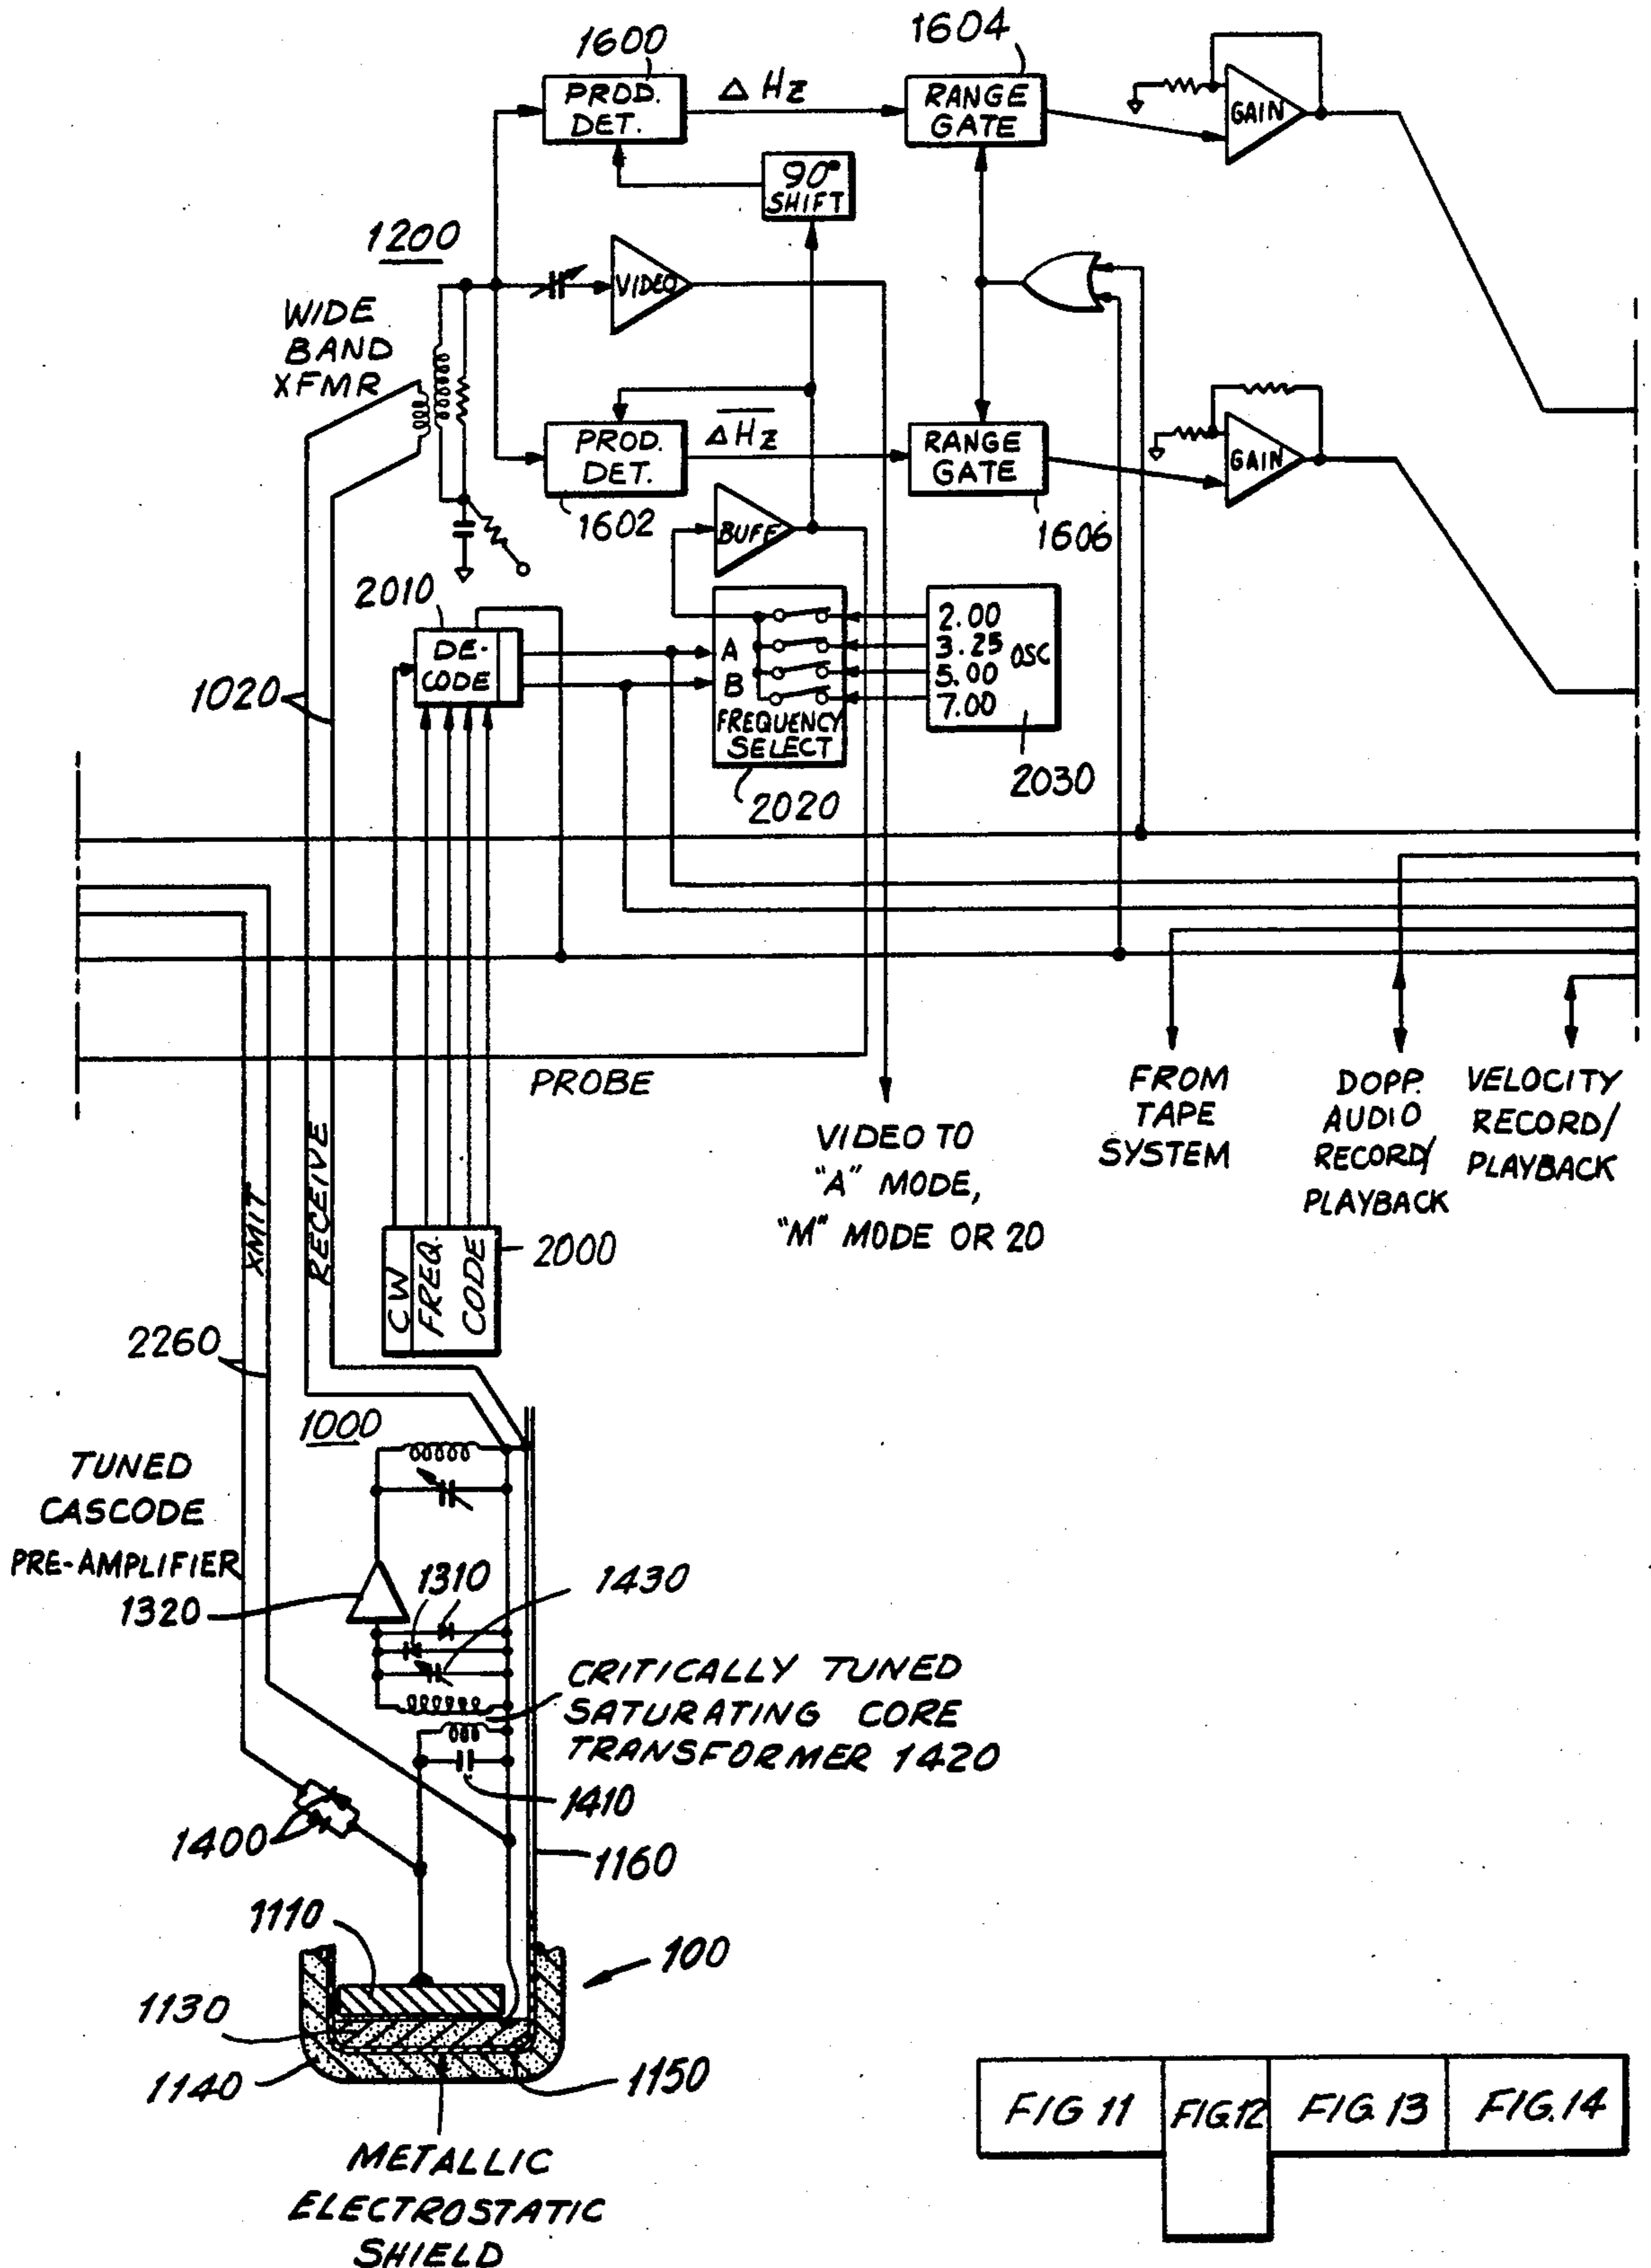 1600
PROD.
DET.
Δ Hz
1604
RANGE
GATE
GAIN
90°
SHIFT
1200
VIDEO
WIDE
BAND
XFMR
PROD.
DET.
1602
Δ̅H̅z̅
RANGE
GATE
1606
GAIN
BUFF
2010
DE-
CODE
A
B
FREQUENCY
SELECT
2020
2.00
3.25
5.00
7.00
OSC
2030
1020
PROBE
VIDEO TO
"A" MODE,
"M" MODE OR 20
FROM
TAPE
SYSTEM
DOPP.
AUDIO
RECORD/
PLAYBACK
VELOCITY
RECORD/
PLAYBACK
XMIT
RECEIVE
CW
FREQ.
CODE
2000
2260
1000
TUNED
CASCODE
PRE-AMPLIFIER
1320
1310
1430
CRITICALLY TUNED
SATURATING CORE
TRANSFORMER 1420
1410
1400
1160
1110
100
1130
1140
1150
METALLIC
ELECTROSTATIC
SHIELD
FIG 11
FIG.12
FIG. 13
FIG. 14